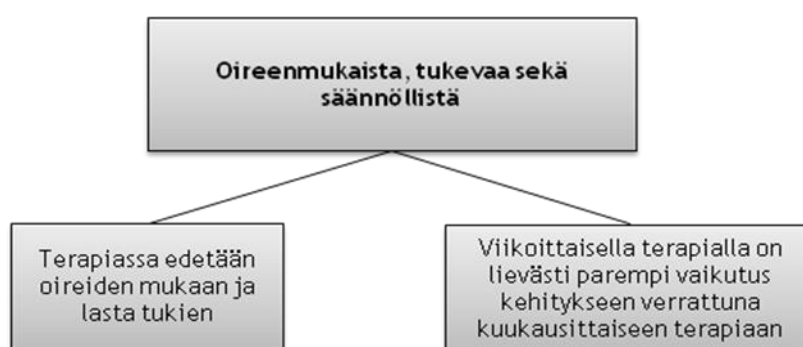 Oireenmukaista, tukevaa sekä
säännöllistä
Terapiassa edetään
oireiden mukaan ja
lasta tukien
Viikoittaisella terapialla on
lievästi parempi vaikutus
kehitykseen verrattuna
kuukausittaiseen terapiaan